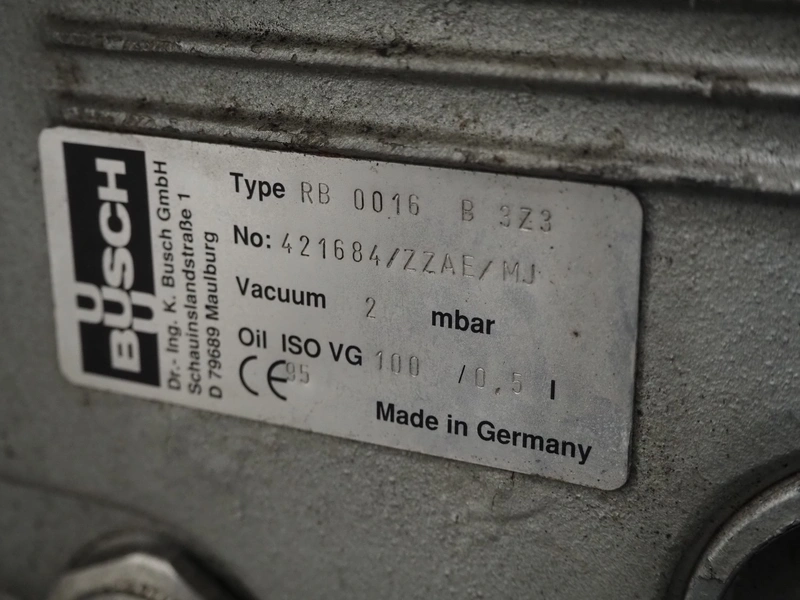 BUSCH
Dr.- Ing. K. Busch GmbH
Schauinslandstraße 1
D 79689 Maulburg
Type RB 0016 B 3Z3
No: 421684/ZZAE/MJ
Vacuum 2 mbar
Oil ISO VG 100 /0,5 l
CE 95
Made in Germany